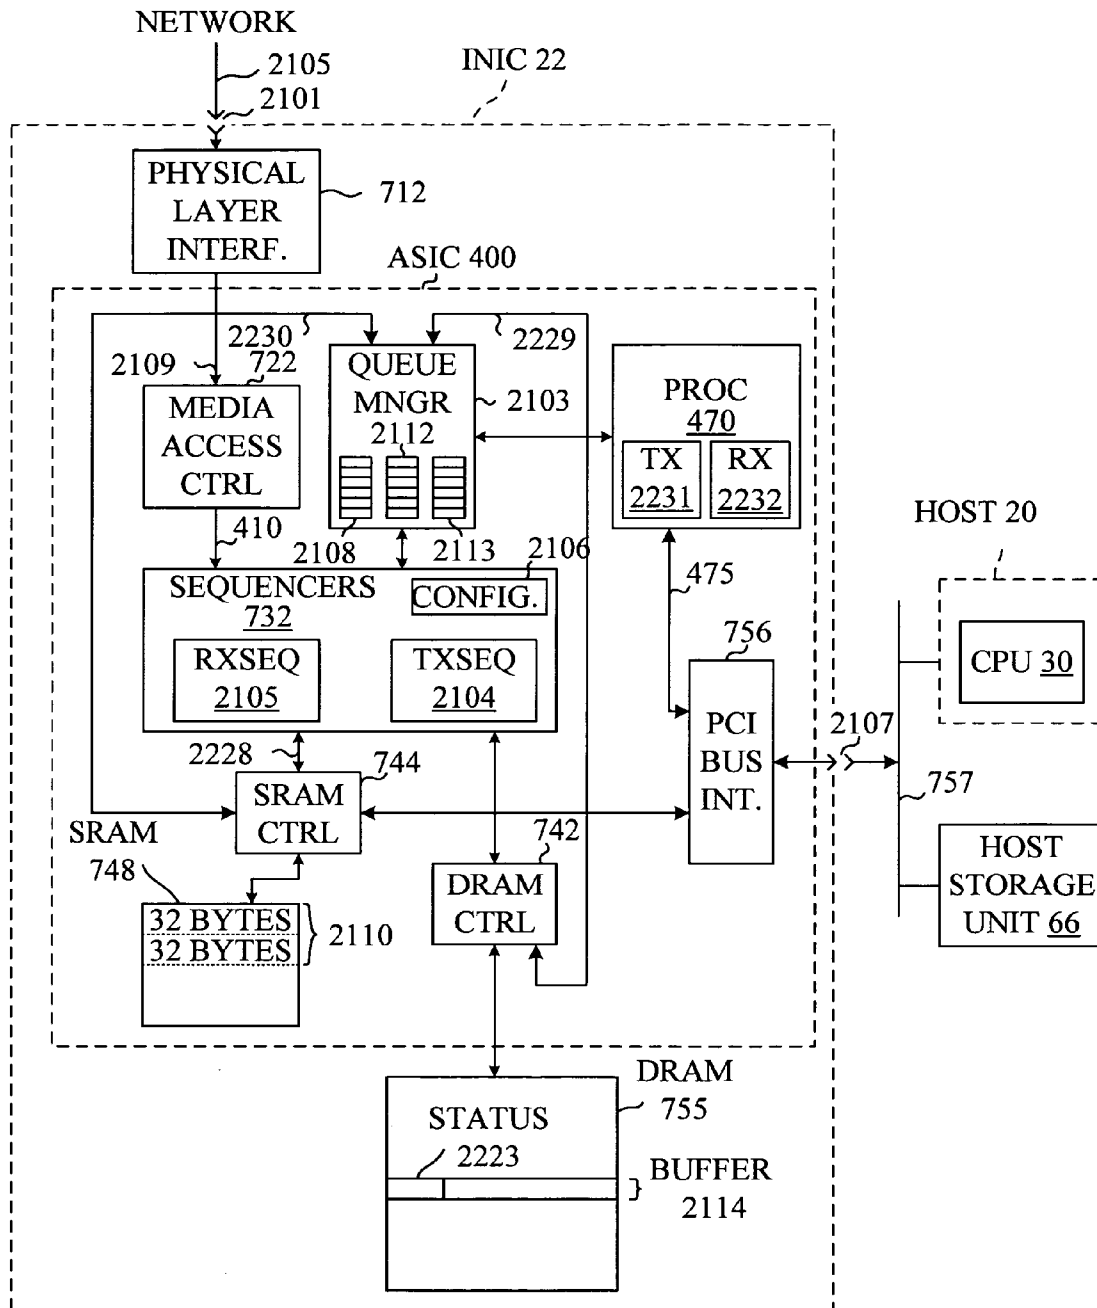 NETWORK
2105
2101
INIC 22
PHYSICAL
LAYER
INTERF.
712
ASIC 400
2230
2229
2109
722
MEDIA
ACCESS
CTRL
QUEUE
MNGR
2112
2103
PROC
470
TX
2231
RX
2232
410
2108
2113
2106
475
SEQUENCERS
732
CONFIG.
RXSEQ
2105
TXSEQ
2104
HOST 20
CPU 30
756
PCI
BUS
INT.
2107
757
2228
744
SRAM
CTRL
SRAM
748
32 BYTES
32 BYTES
2110
742
DRAM
CTRL
HOST
STORAGE
UNIT 66
DRAM
755
STATUS
2223
BUFFER
2114